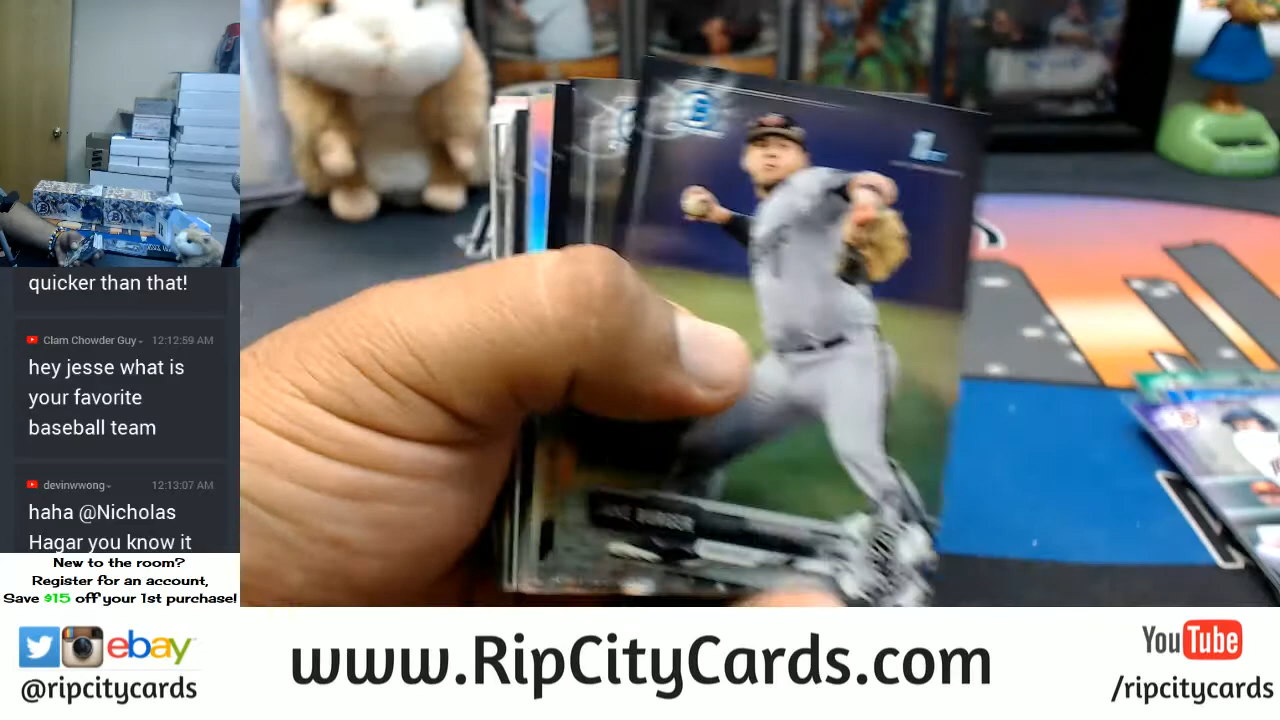 quicker than that!
Clam Chowder Guy
12:12:59 AM
hey jesse what is
your favorite
baseball team
devinwwong
12:13:07 AM
haha @Nicholas
Hagar you know it
New to the room?
Register for an account,
Save $15 off your 1st purchase!
ebay
@ripcitycards
www.RipCityCards.com
YouTube
/ripcitycards
B
1st
BURGER